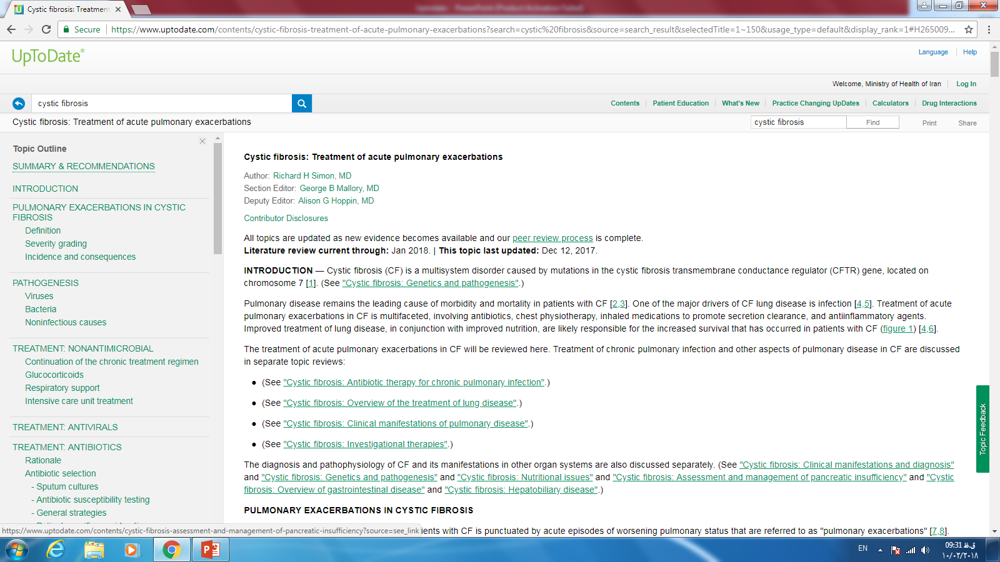 Cystic fibrosis: Treatment
Uptodate - PowerPoint (Product Activation Failed)
Secure
https://www.uptodate.com/contents/cystic-fibrosis-treatment-of-acute-pulmonary-exacerbations?search=cystic%20fibrosis&source=search_result&selectedTitle=1~150&usage_type=default&display_rank=1#H265009...
UpToDate®
Language
Help
Welcome, Ministry of Health of Iran
Log In
cystic fibrosis
Contents
Patient Education
What's New
Practice Changing UpDates
Calculators
Drug Interactions
Cystic fibrosis: Treatment of acute pulmonary exacerbations
cystic fibrosis
Find
Print
Share
Topic Outline
SUMMARY & RECOMMENDATIONS
INTRODUCTION
PULMONARY EXACERBATIONS IN CYSTIC
FIBROSIS
Definition
Severity grading
Incidence and consequences
PATHOGENESIS
Viruses
Bacteria
Noninfectious causes
TREATMENT: NONANTIMICROBIAL
Continuation of the chronic treatment regimen
Glucocorticoids
Respiratory support
Intensive care unit treatment
TREATMENT: ANTIVIRALS
TREATMENT: ANTIBIOTICS
Rationale
Antibiotic selection
- Sputum cultures
- Antibiotic susceptibility testing
- General strategies
Cystic fibrosis: Treatment of acute pulmonary exacerbations
Author: Richard H Simon, MD
Section Editor: George B Mallory, MD
Deputy Editor: Alison G Hoppin, MD
Contributor Disclosures
All topics are updated as new evidence becomes available and our peer review process is complete.
Literature review current through: Jan 2018. | This topic last updated: Dec 12, 2017.
INTRODUCTION — Cystic fibrosis (CF) is a multisystem disorder caused by mutations in the cystic fibrosis transmembrane conductance regulator (CFTR) gene, located on
chromosome 7 [1]. (See "Cystic fibrosis: Genetics and pathogenesis".)
Pulmonary disease remains the leading cause of morbidity and mortality in patients with CF [2,3]. One of the major drivers of CF lung disease is infection [4,5]. Treatment of acute
pulmonary exacerbations in CF is multifaceted, involving antibiotics, chest physiotherapy, inhaled medications to promote secretion clearance, and antiinflammatory agents.
Improved treatment of lung disease, in conjunction with improved nutrition, are likely responsible for the increased survival that has occurred in patients with CF (figure 1) [4,6].
The treatment of acute pulmonary exacerbations in CF will be reviewed here. Treatment of chronic pulmonary infection and other aspects of pulmonary disease in CF are discussed
in separate topic reviews:
● (See "Cystic fibrosis: Antibiotic therapy for chronic pulmonary infection".)
● (See "Cystic fibrosis: Overview of the treatment of lung disease".)
● (See "Cystic fibrosis: Clinical manifestations of pulmonary disease".)
● (See "Cystic fibrosis: Investigational therapies".)
The diagnosis and pathophysiology of CF and its manifestations in other organ systems are also discussed separately. (See "Cystic fibrosis: Clinical manifestations and diagnosis"
and "Cystic fibrosis: Genetics and pathogenesis" and "Cystic fibrosis: Nutritional issues" and "Cystic fibrosis: Assessment and management of pancreatic insufficiency" and "Cystic
fibrosis: Overview of gastrointestinal disease" and "Cystic fibrosis: Hepatobiliary disease".)
PULMONARY EXACERBATIONS IN CYSTIC FIBROSIS
ients with CF is punctuated by acute episodes of worsening pulmonary status that are referred to as "pulmonary exacerbations" [7,8].
Topic Feedback
https://www.uptodate.com/contents/cystic-fibrosis-assessment-and-management-of-pancreatic-insufficiency?source=see_link
EN
09:31 ق.ظ
۱۰/۰۲/۲۰۱۸